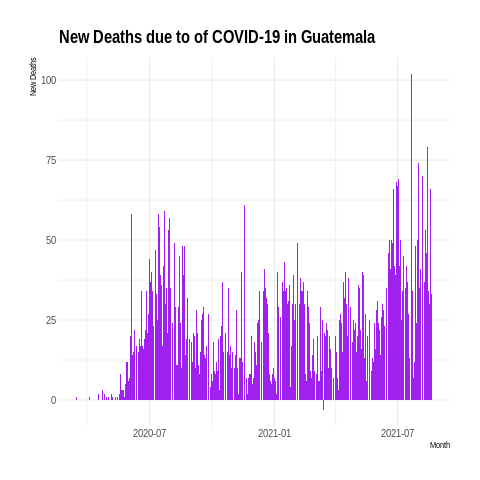 New Deaths due to of COVID-19 in Guatemala
New Deaths
100
75
50
25
0
2020-07
2021-01
2021-07
Month